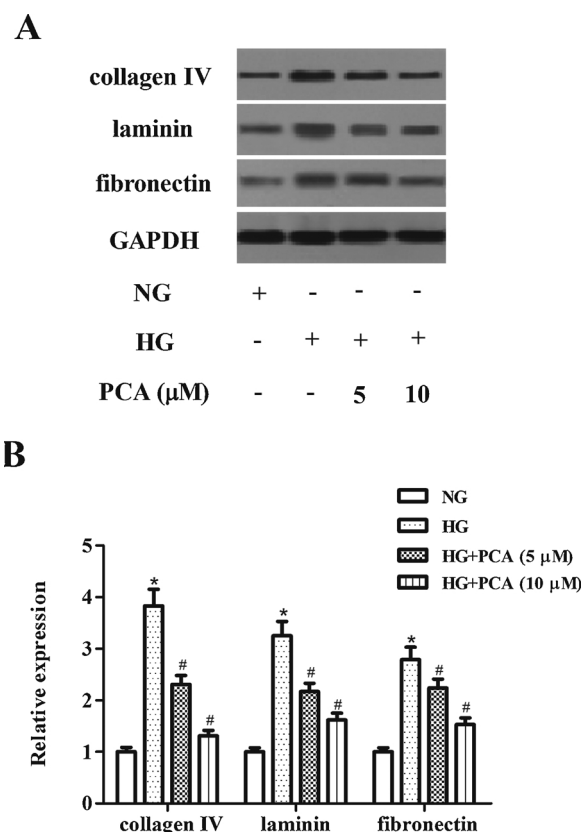 A
collagen IV
laminin
fibronectin
GAPDH
NG + - - -
HG - + + +
PCA (μM) - - 5 10
B
NG
HG
HG+PCA (5 μM)
HG+PCA (10 μM)
Relative expression
5
4
3
2
1
0
* # #
* # #
* # #
collagen IV laminin fibronectin